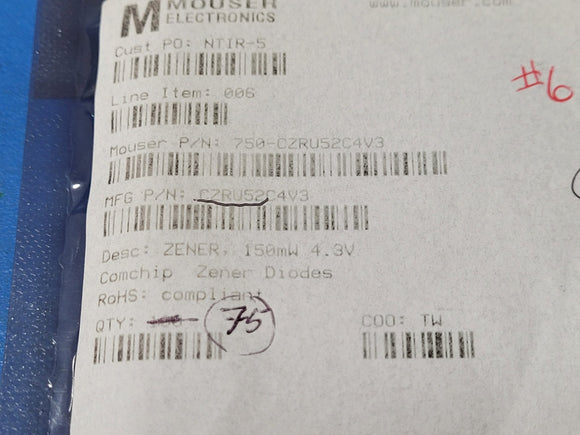 M MOUSER
ELECTRONICS
www.mouser.com
Cust PO: NTIR-5
#6
Line Item: 006
Mouser P/N: 750-CZRU52C4V3
MFG P/N: CZRU52C4V3
Desc: ZENER, 150mW 4.3V
Comchip Zener Diodes
RoHS: compliant
QTY: 75
COO: TW